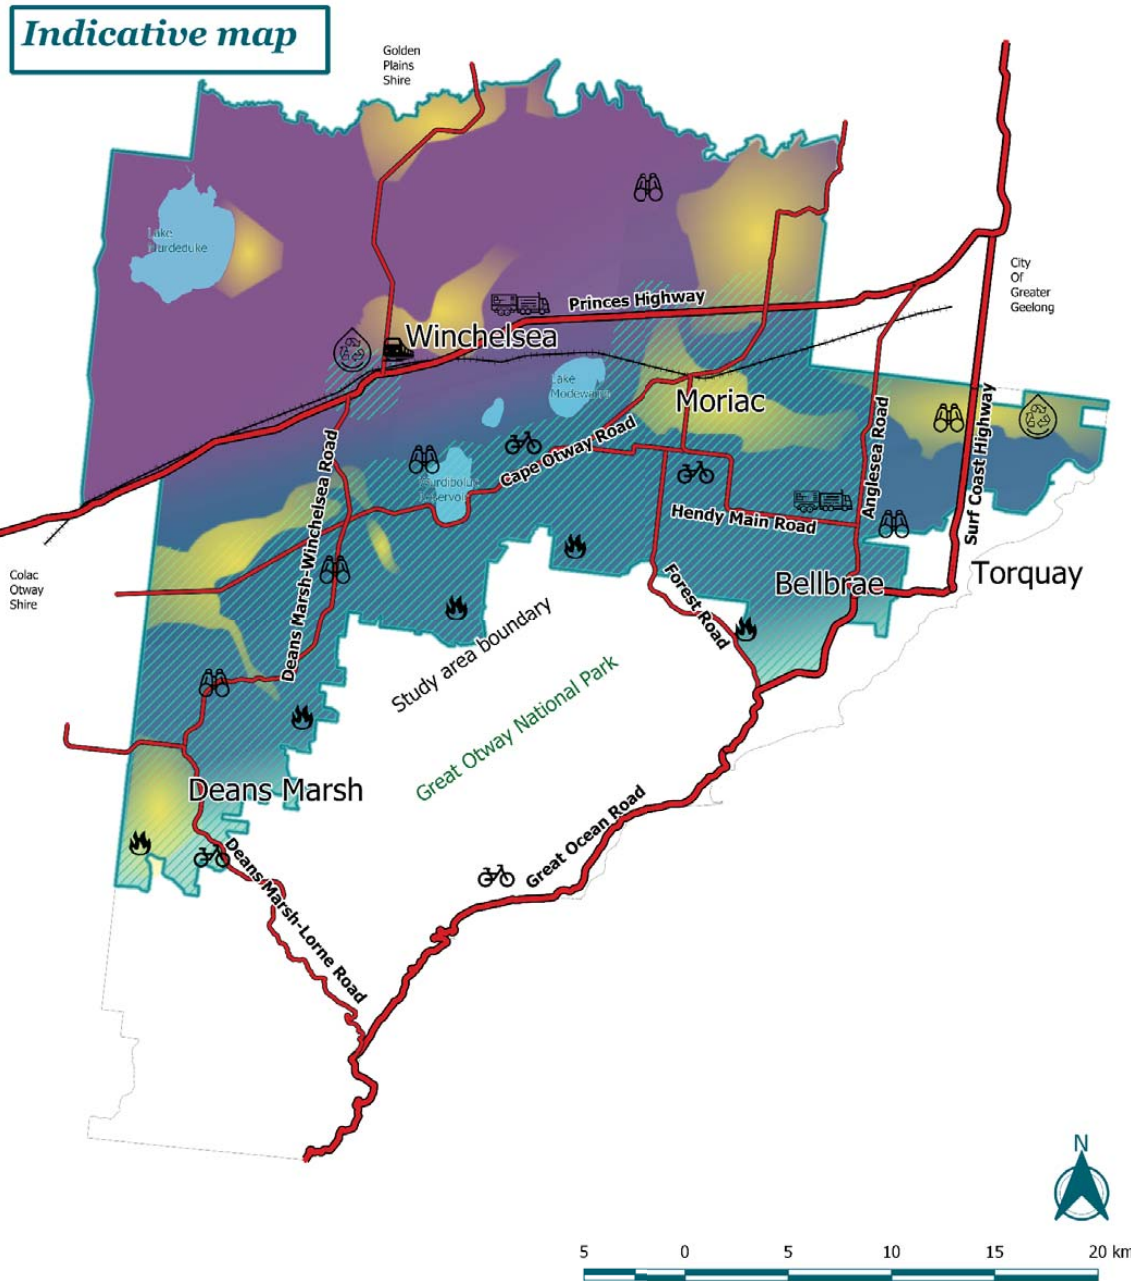 Indicative map
Golden
Plains
Shire
Lake
Murdeduke
City
Of
Greater
Geelong
Princes Highway
Winchelsea
Lake
Modewarre
Moriac
Cape Otway Road
Anglesea Road
Surf Coast Highway
Deans Marsh-Winchelsea Road
Hendy Main Road
Colac
Otway
Shire
Forest Road
Bellbrae
Torquay
Study area boundary
Great Otway National Park
Deans Marsh
Great Ocean Road
Deans Marsh-Lorne Road
N
5 0 5 10 15 20 km